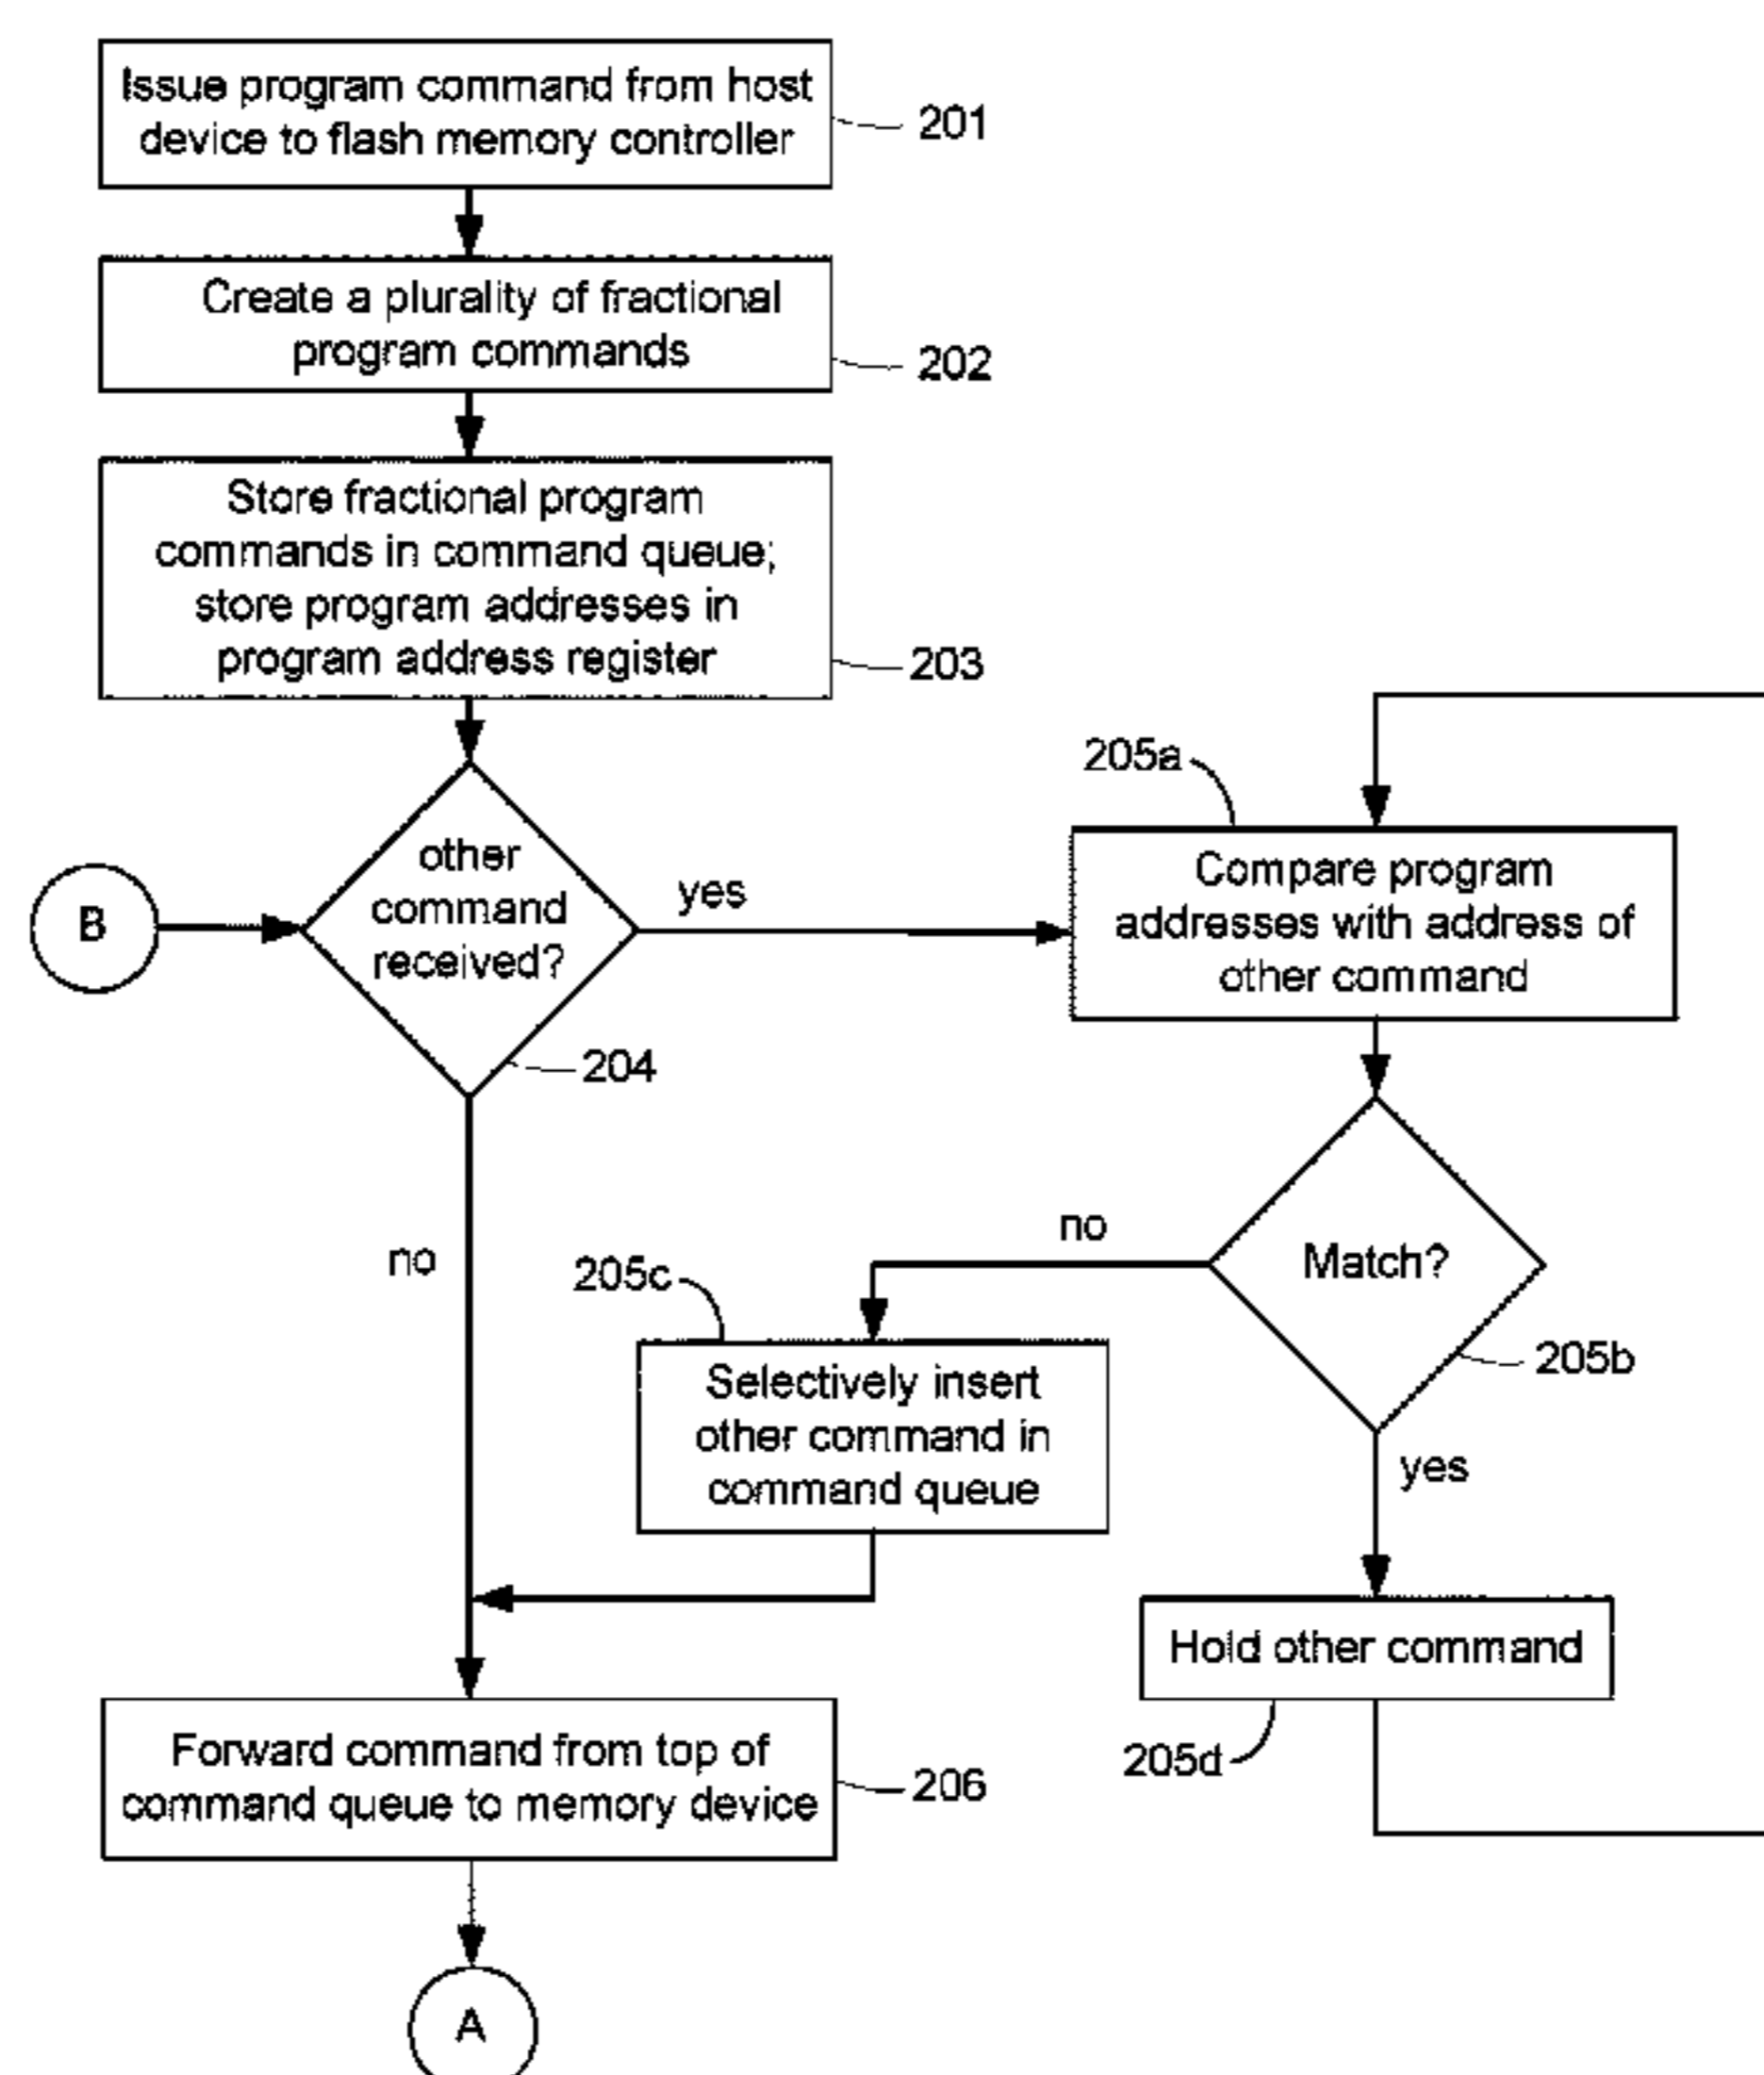 Issue program command from host
device to flash memory controller
201
Create a plurality of fractional
program commands
202
Store fractional program
commands in command queue;
store program addresses in
program address register
203
205a
other
command
received?
yes
B
204
Compare program
addresses with address of
other command
no
no
205c
Match?
205b
Selectively insert
other command in
command queue
yes
Hold other command
205d
Forward command from top of
command queue to memory device
206
A